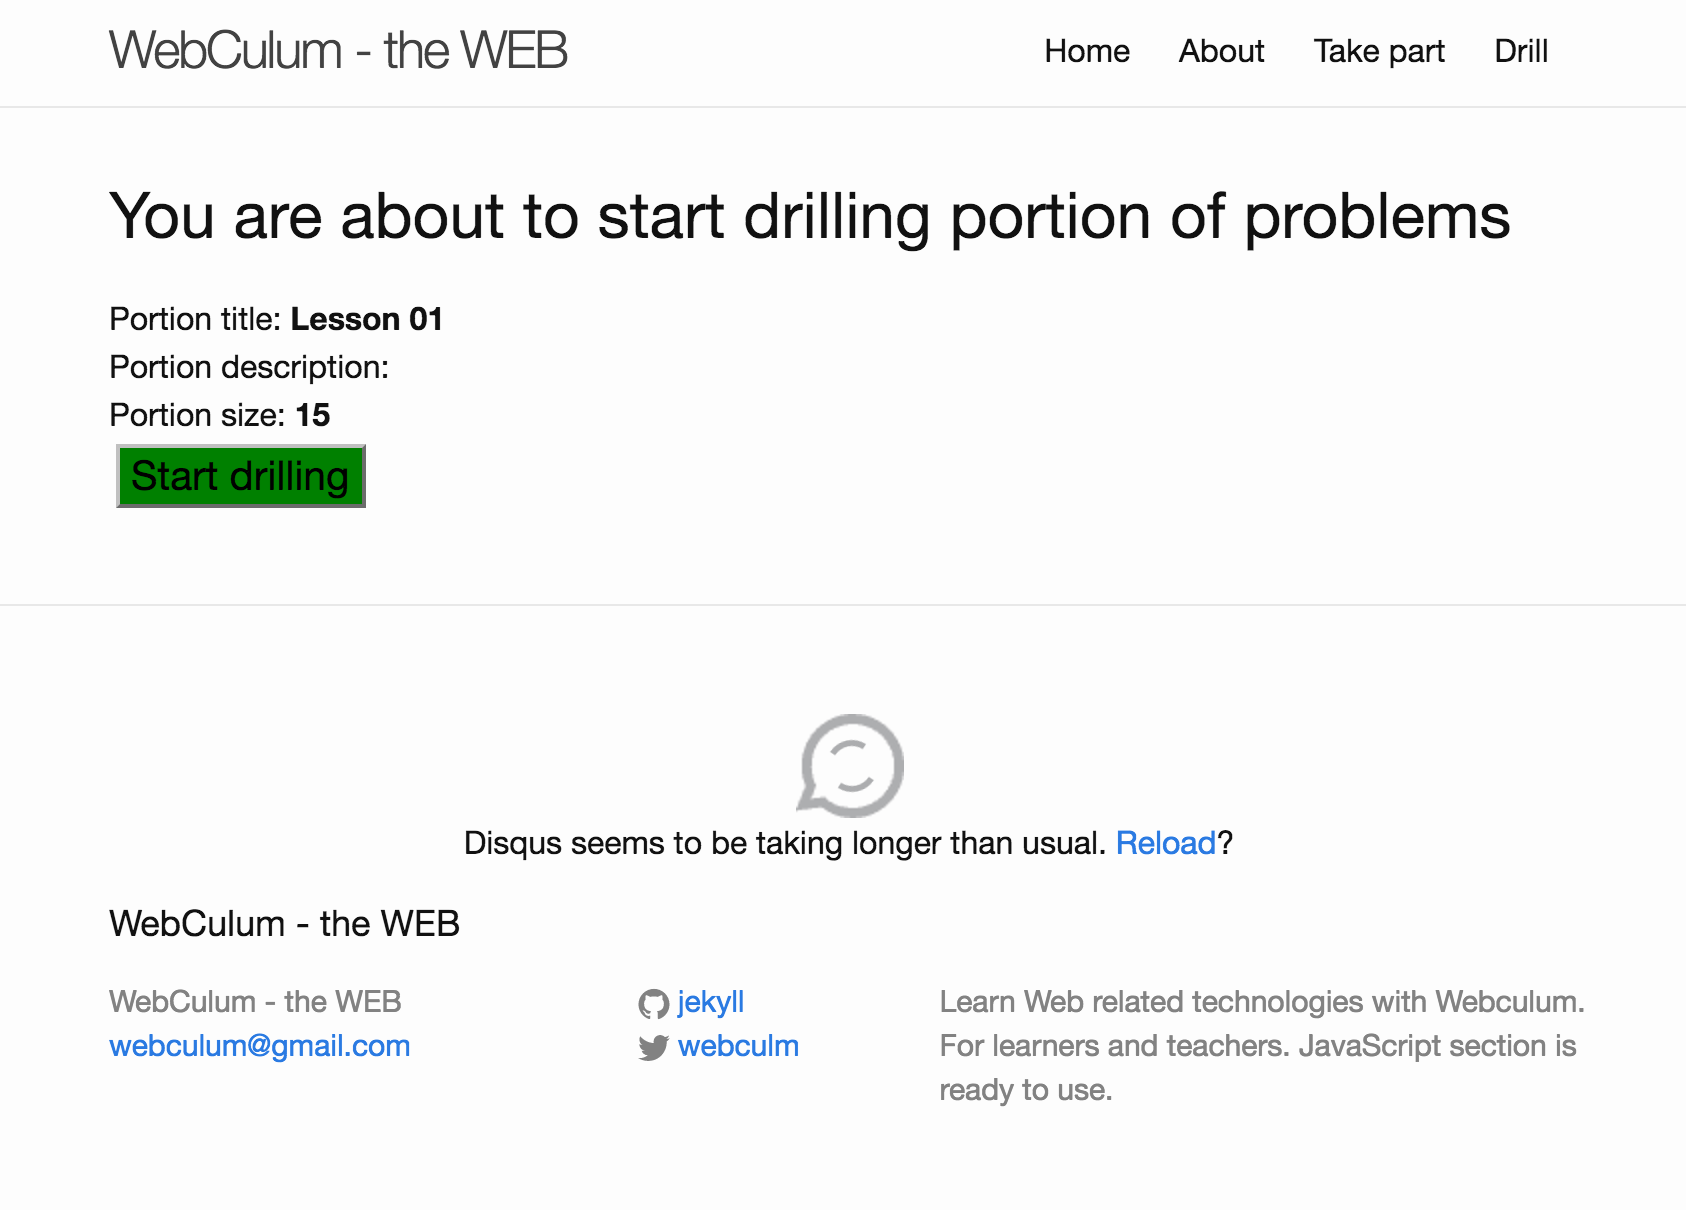 WebCulum - the WEB
Home About Take part Drill
You are about to start drilling portion of problems
Portion title: Lesson 01
Portion description:
Portion size: 15
Start drilling
Disqus seems to be taking longer than usual. Reload?
WebCulum - the WEB
WebCulum - the WEB
webculum@gmail.com
jekyll
webculm
Learn Web related technologies with Webculum.
For learners and teachers. JavaScript section is
ready to use.